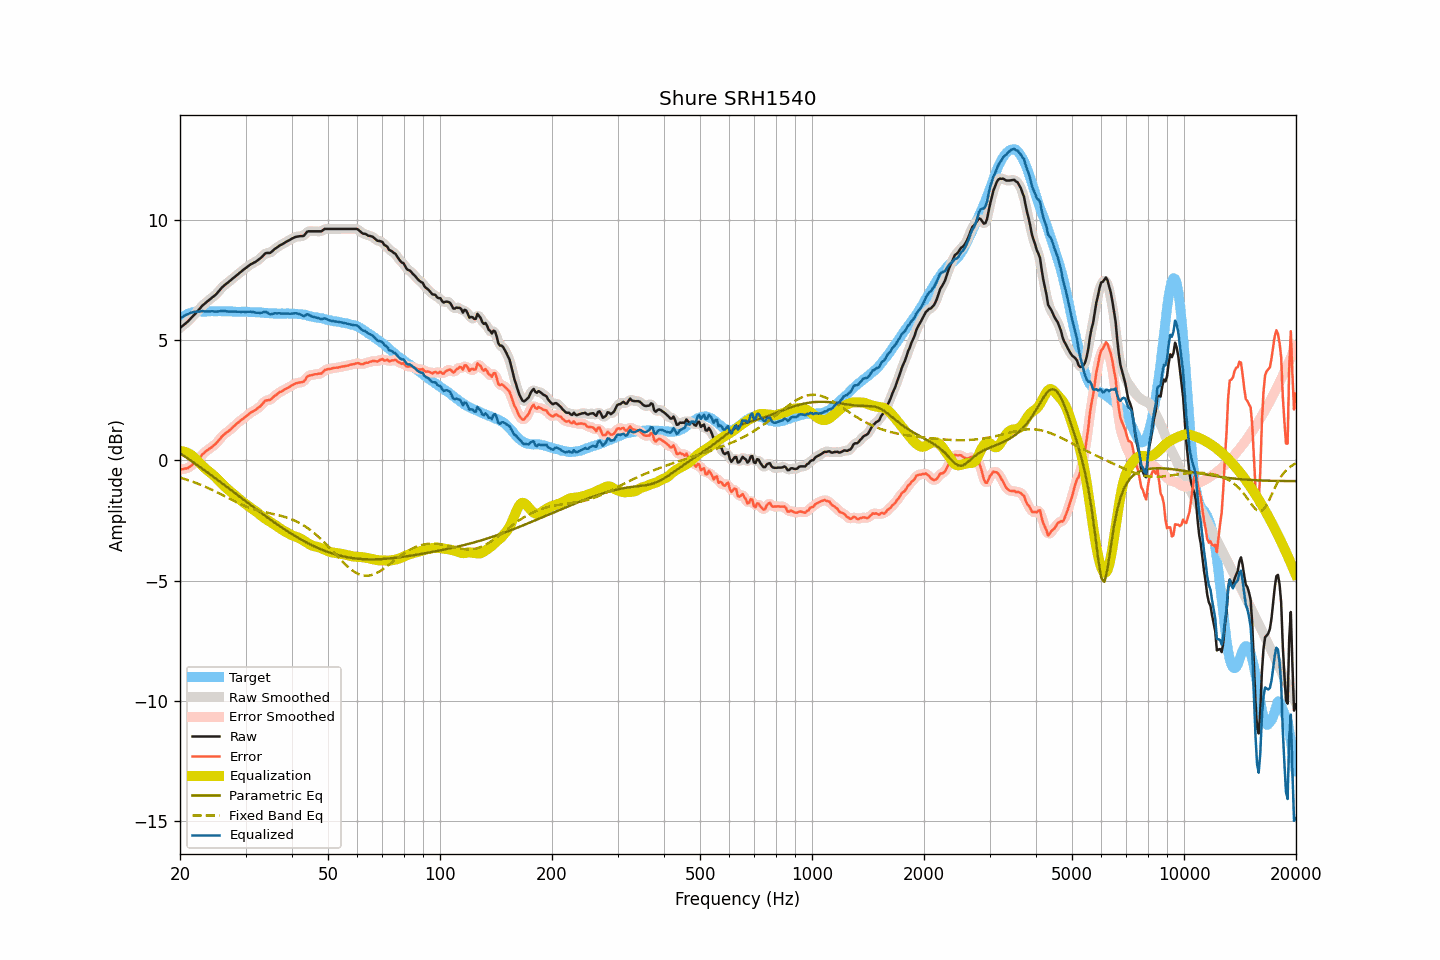 Shure SRH1540
Amplitude (dBr)
10
5
0
−5
−10
−15
Target
Raw Smoothed
Error Smoothed
Raw
Error
Equalization
Parametric Eq
Fixed Band Eq
Equalized
20 50 100 200 500 1000 2000 5000 10000 20000
Frequency (Hz)